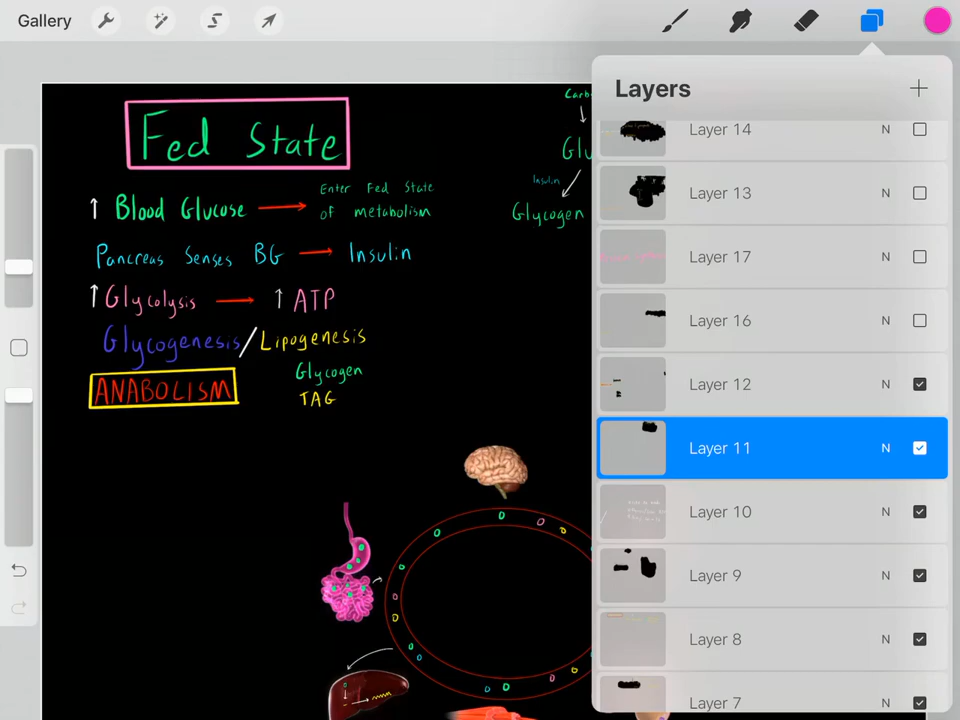 Gallery
Layers
Fed State
↑ Blood Glucose → Enter Fed State
of metabolism
Pancreas Senses BG → Insulin
↑ Glycolysis → ↑ ATP
Glycogenesis / Lipogenesis
Glycogen
TAG
ANABOLISM
Insulin
Glycogen
Layer 14 N
Layer 13 N
Layer 17 N
Layer 16 N
Layer 12 N
Layer 11 N
Layer 10 N
Layer 9 N
Layer 8 N
Layer 7 N